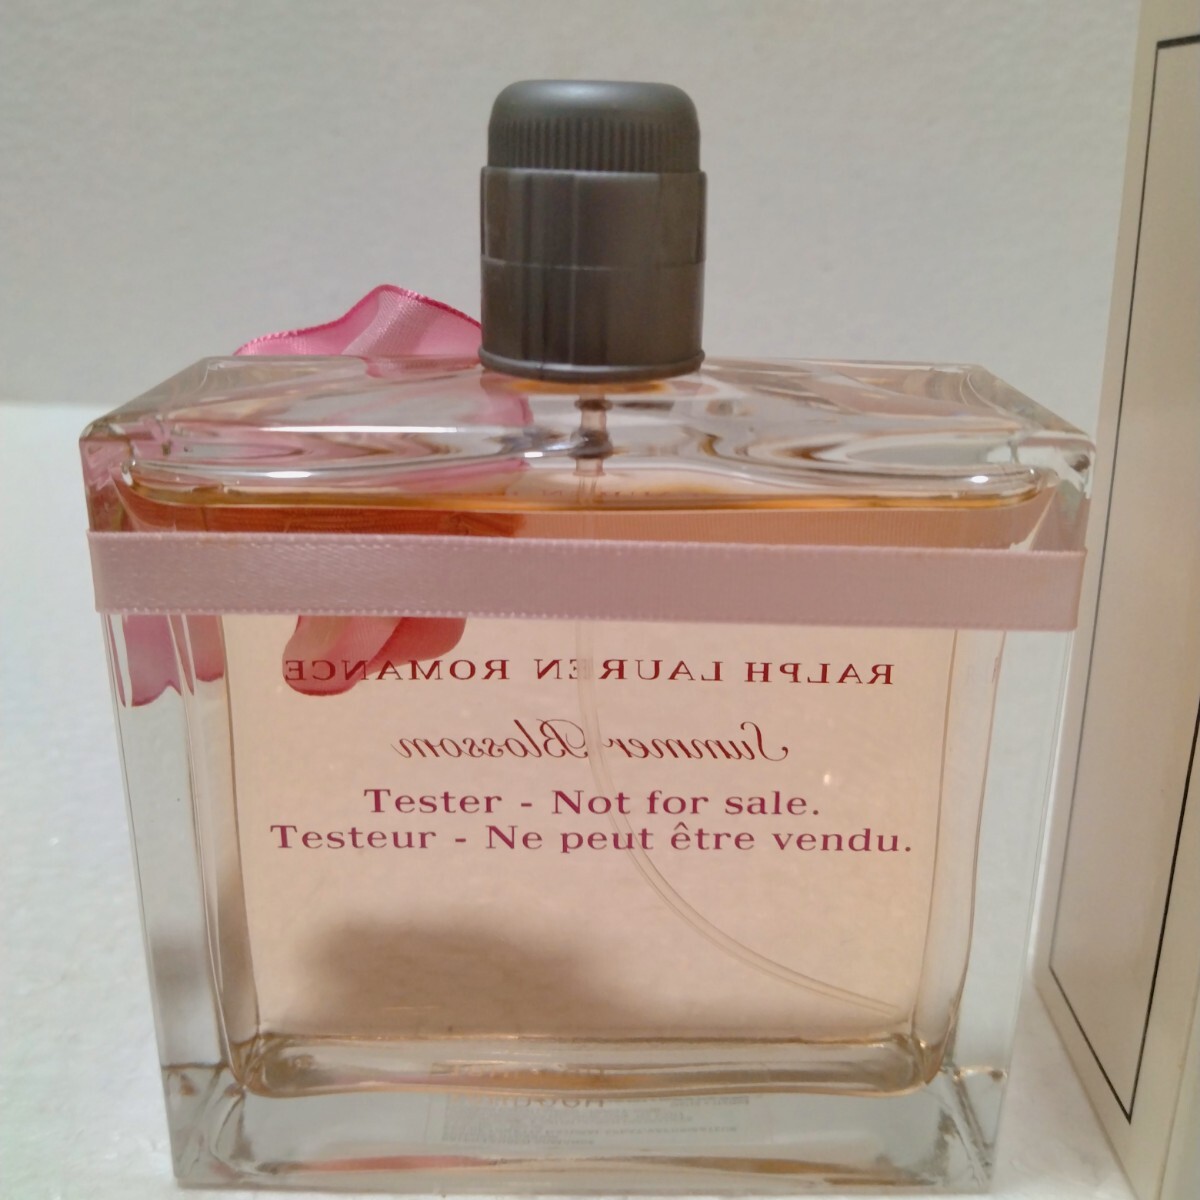 RALPH LAUREN ROMANCE
Summer Blossom
Tester - Not for sale.
Testeur - Ne peut être vendu.